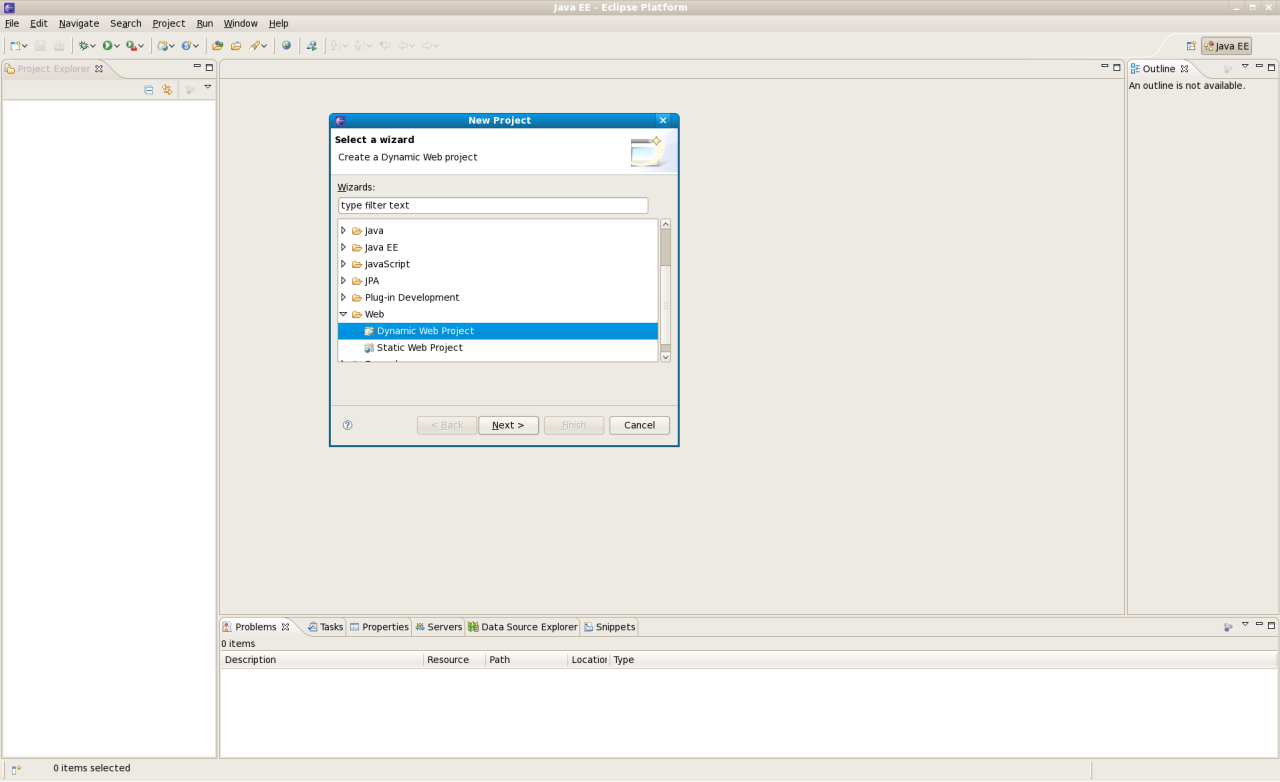 Java EE - Eclipse Platform
File Edit Navigate Search Project Run Window Help
Java EE
Project Explorer
Outline
An outline is not available.
New Project
Select a wizard
Create a Dynamic Web project
Wizards:
type filter text
Java
Java EE
JavaScript
JPA
Plug-in Development
Web
Dynamic Web Project
Static Web Project
< Back Next > Finish Cancel
Problems Tasks Properties Servers Data Source Explorer Snippets
0 items
Description Resource Path Location Type
0 items selected